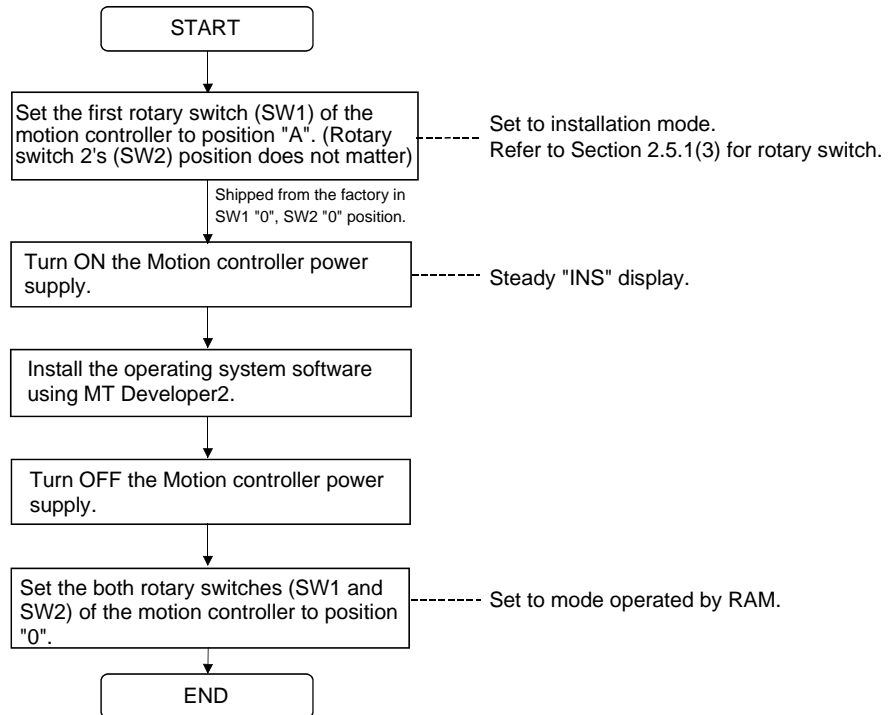 START
Set the first rotary switch (SW1) of the
motion controller to position "A". (Rotary
switch 2's (SW2) position does not matter)
Set to installation mode.
Refer to Section 2.5.1(3) for rotary switch.
Shipped from the factory in
SW1 "0", SW2 "0" position.
Turn ON the Motion controller power
supply.
Steady "INS" display.
Install the operating system software
using MT Developer2.
Turn OFF the Motion controller power
supply.
Set the both rotary switches (SW1 and
SW2) of the motion controller to position
"0".
Set to mode operated by RAM.
END